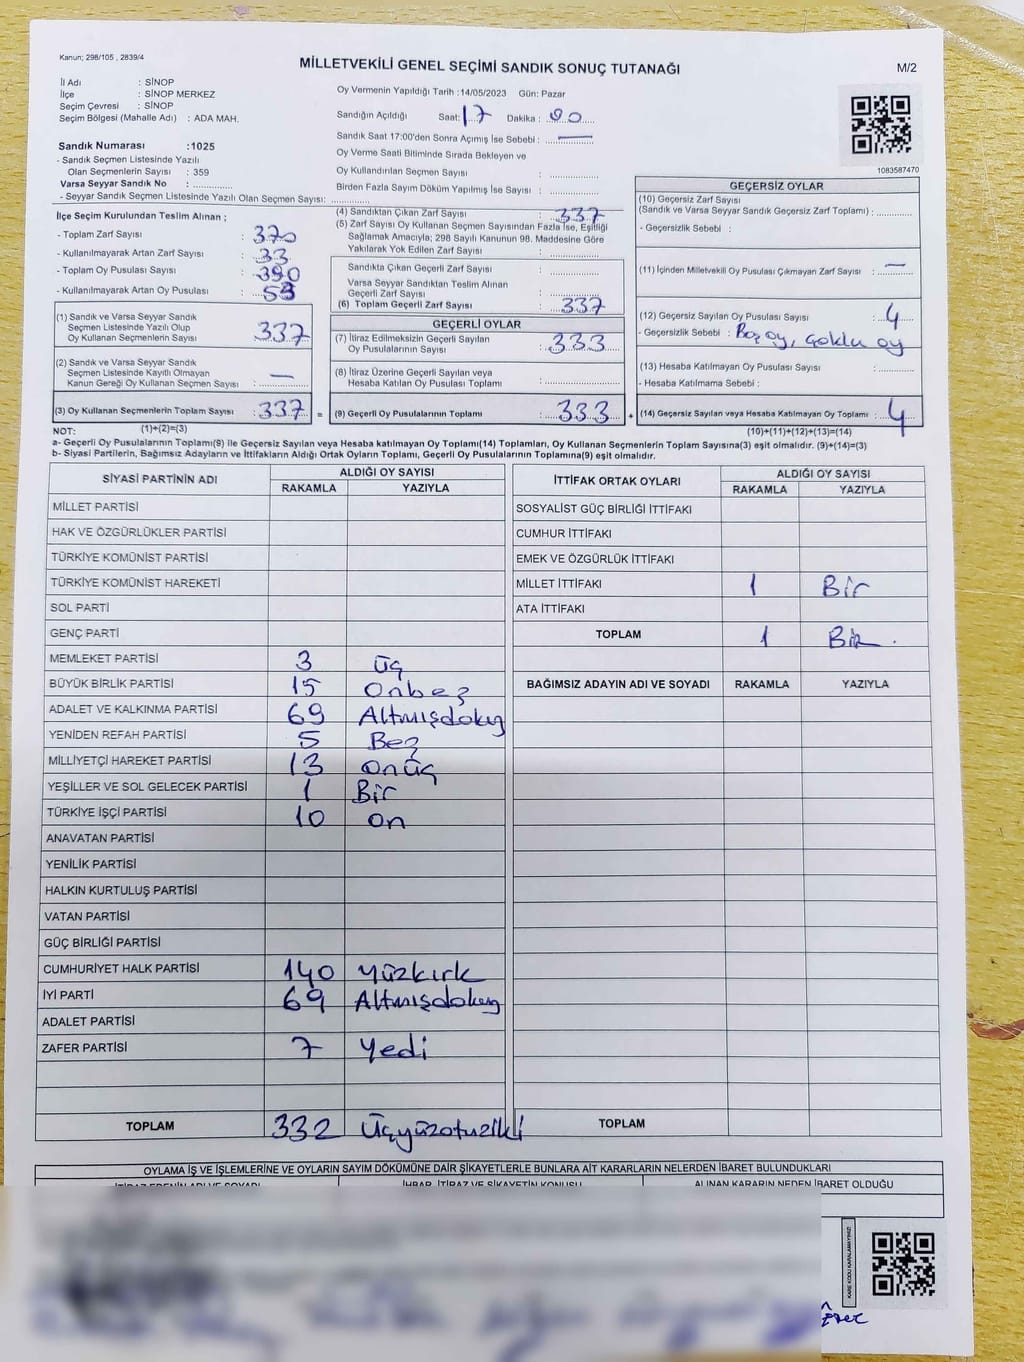 Kanun; 298/105 , 2839/4
MİLLETVEKİLİ GENEL SEÇİMİ SANDIK SONUÇ TUTANAĞI
M/2
İl Adı : SİNOP
İlçe : SİNOP MERKEZ
Seçim Çevresi : SİNOP
Seçim Bölgesi (Mahalle Adı) : ADA MAH.
Oy Vermenin Yapıldığı Tarih :14/05/2023 Gün: Pazar
Sandığın Açıldığı Saat: 17 Dakika :
Sandık Saat 17:00'den Sonra Açımış İse Sebebi : —
Oy Verme Saati Bitiminde Sırada Bekleyen ve
Oy Kullandırılan Seçmen Sayısı :
Birden Fazla Sayım Döküm Yapılmış İse Sayısı :
Sandık Numarası :1025
- Sandık Seçmen Listesinde Yazılı
Olan Seçmenlerin Sayısı : 359
Varsa Seyyar Sandık No :
- Seyyar Sandık Seçmen Listesinde Yazılı Olan Seçmen Sayısı:
1083587470
İlçe Seçim Kurulundan Teslim Alınan ;
- Toplam Zarf Sayısı : 370
- Kullanılmayarak Artan Zarf Sayısı : 33
- Toplam Oy Pusulası Sayısı : 390
- Kullanılmayarak Artan Oy Pusulası : 53
(1) Sandık ve Varsa Seyyar Sandık
Seçmen Listesinde Yazılı Olup
Oy Kullanan Seçmenlerin Sayısı : 337
(2) Sandık ve Varsa Seyyar Sandık
Seçmen Listesinde Kayıtlı Olmayan
Kanun Gereği Oy Kullanan Seçmen Sayısı : —
(3) Oy Kullanan Seçmenlerin Toplam Sayısı : 337 =
(4) Sandıktan Çıkan Zarf Sayısı : 337
(5) Zarf Sayısı Oy Kullanan Seçmen Sayısından Fazla İse, Eşitliği
Sağlamak Amacıyla; 298 Sayılı Kanunun 98. Maddesine Göre
Yakılarak Yok Edilen Zarf Sayısı :
Sandıkta Çıkan Geçerli Zarf Sayısı :
Varsa Seyyar Sandıktan Teslim Alınan
Geçerli Zarf Sayısı :
(6) Toplam Geçerli Zarf Sayısı : 337
GEÇERLİ OYLAR
(7) İtiraz Edilmeksizin Geçerli Sayılan
Oy Pusulalarının Sayısı : 333
(8) İtiraz Üzerine Geçerli Sayılan veya
Hesaba Katılan Oy Pusulası Toplamı :
(9) Geçerli Oy Pusulalarının Toplamı : 333 +
GEÇERSİZ OYLAR
(10) Geçersiz Zarf Sayısı
(Sandık ve Varsa Seyyar Sandık Geçersiz Zarf Toplamı) :
- Geçersizlik Sebebi :
(11) İçinden Milletvekili Oy Pusulası Çıkmayan Zarf Sayısı : —
(12) Geçersiz Sayılan Oy Pusulası Sayısı : 4
- Geçersizlik Sebebi : Boş oy, Çoklu oy
(13) Hesaba Katılmayan Oy Pusulası Sayısı :
- Hesaba Katılmama Sebebi :
(14) Geçersiz Sayılan veya Hesaba Katılmayan Oy Toplamı : 4
NOT: (1)+(2)=(3)
(10)+(11)+(12)+(13)=(14)
a- Geçerli Oy Pusulalarının Toplamı(9) ile Geçersiz Sayılan veya Hesaba katılmayan Oy Toplamı(14) Toplamları, Oy Kullanan Seçmenlerin Toplam Sayısına(3) eşit olmalıdır. (9)+(14)=(3)
b- Siyasi Partilerin, Bağımsız Adayların ve İttifakların Aldığı Ortak Oyların Toplamı, Geçerli Oy Pusulalarının Toplamına(9) eşit olmalıdır.
SİYASİ PARTİNİN ADI ALDIĞI OY SAYISI
RAKAMLA YAZIYLA
MİLLET PARTİSİ
HAK VE ÖZGÜRLÜKLER PARTİSİ
TÜRKİYE KOMÜNİST PARTİSİ
TÜRKİYE KOMÜNİST HAREKETİ
SOL PARTİ
GENÇ PARTİ
MEMLEKET PARTİSİ 3 üç
BÜYÜK BİRLİK PARTİSİ 15 onbeş
ADALET VE KALKINMA PARTİSİ 69 Altmışdokuz
YENİDEN REFAH PARTİSİ 5 Beş
MİLLİYETÇİ HAREKET PARTİSİ 13 onüç
YEŞİLLER VE SOL GELECEK PARTİSİ 1 Bir
TÜRKİYE İŞÇİ PARTİSİ 10 on
ANAVATAN PARTİSİ
YENİLİK PARTİSİ
HALKIN KURTULUŞ PARTİSİ
VATAN PARTİSİ
GÜÇ BİRLİĞİ PARTİSİ
CUMHURİYET HALK PARTİSİ 140 Yüzkırk
İYİ PARTİ 69 Altmışdokuz
ADALET PARTİSİ
ZAFER PARTİSİ 7 Yedi
TOPLAM 332 Üçyüzotuziki
İTTİFAK ORTAK OYLARI ALDIĞI OY SAYISI
RAKAMLA YAZIYLA
SOSYALİST GÜÇ BİRLİĞİ İTTİFAKI
CUMHUR İTTİFAKI
EMEK VE ÖZGÜRLÜK İTTİFAKI
MİLLET İTTİFAKI 1 Bir
ATA İTTİFAKI
TOPLAM 1 Bir.
BAĞIMSIZ ADAYIN ADI VE SOYADI RAKAMLA YAZIYLA
TOPLAM
OYLAMA İŞ VE İŞLEMLERİNE VE OYLARIN SAYIM DÖKÜMÜNE DAİR ŞİKAYETLERLE BUNLARA AİT KARARLARIN NELERDEN İBARET BULUNDUKLARI
İTİRAZ EDENİN ADI VE SOYADI İHBAR, İTİRAZ VE ŞİKAYETİN KONUSU ALINAN KARARIN NEDEN İBARET OLDUĞU
KARE KODU KARALAMAYINIZ!